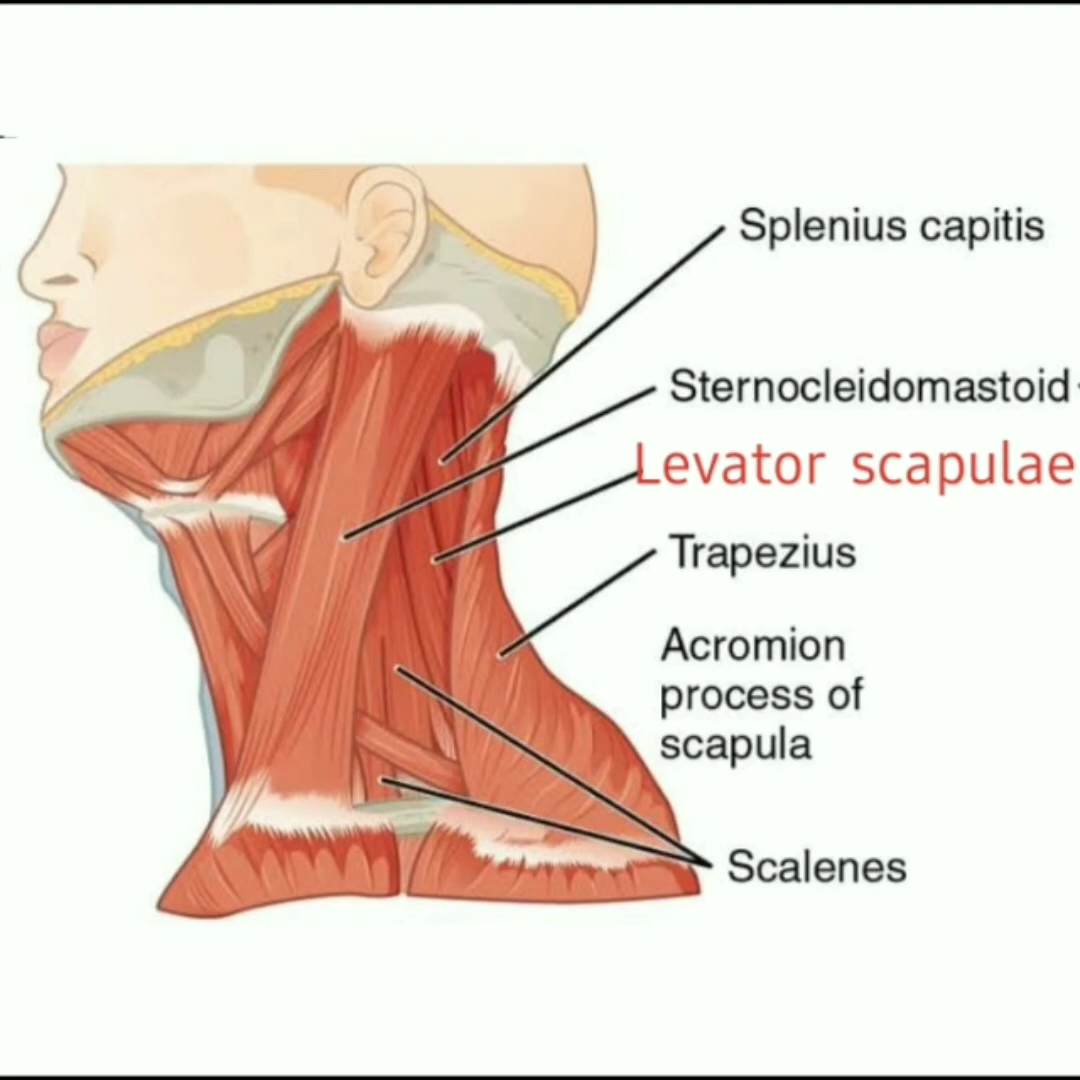 Splenius capitis
Sternocleidomastoid
Levator scapulae
Trapezius
Acromion
process of
scapula
Scalenes